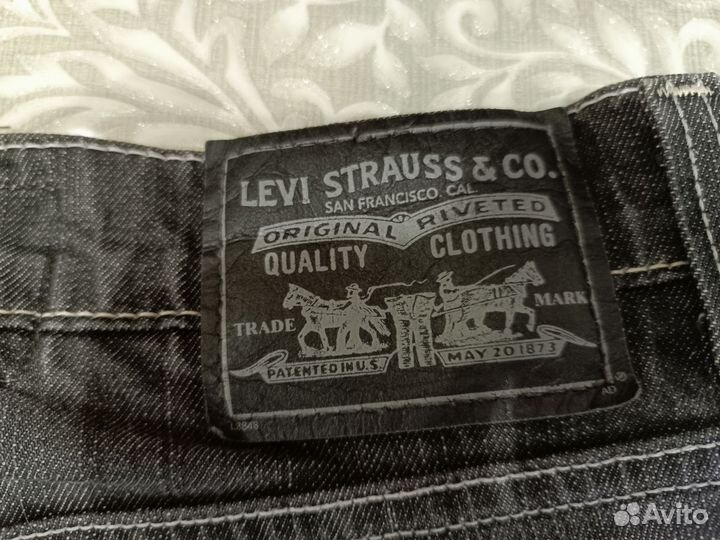 LEVI STRAUSS & CO.
SAN FRANCISCO, CAL.
ORIGINAL RIVETED
QUALITY CLOTHING
TRADE MARK
PATENTED IN U.S. MAY 20 1873
Avito